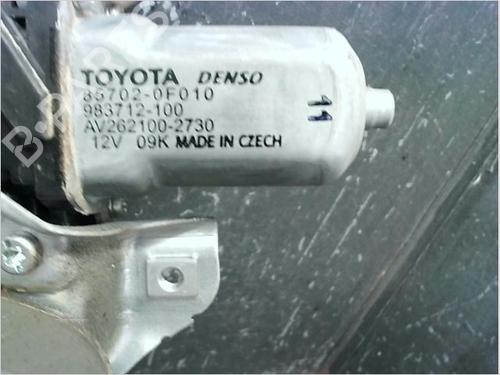 TOYOTA DENSO
85702-0F010
983712-100
AV262100-2730
12V 09K MADE IN CZECH
11